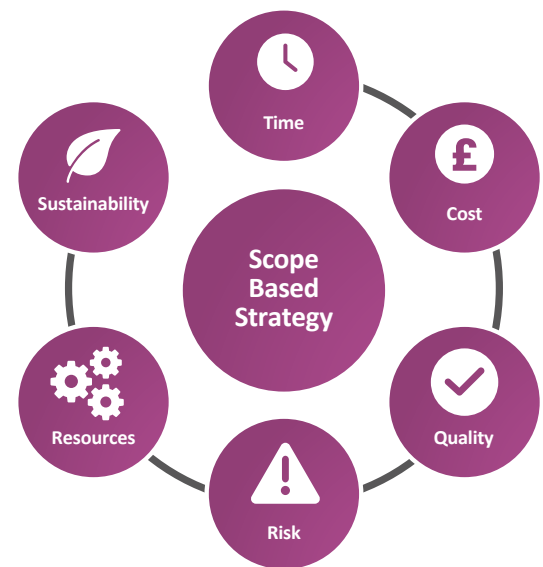 Time
£
Cost
Sustainability
Scope
Based
Strategy
Resources
Quality
Risk